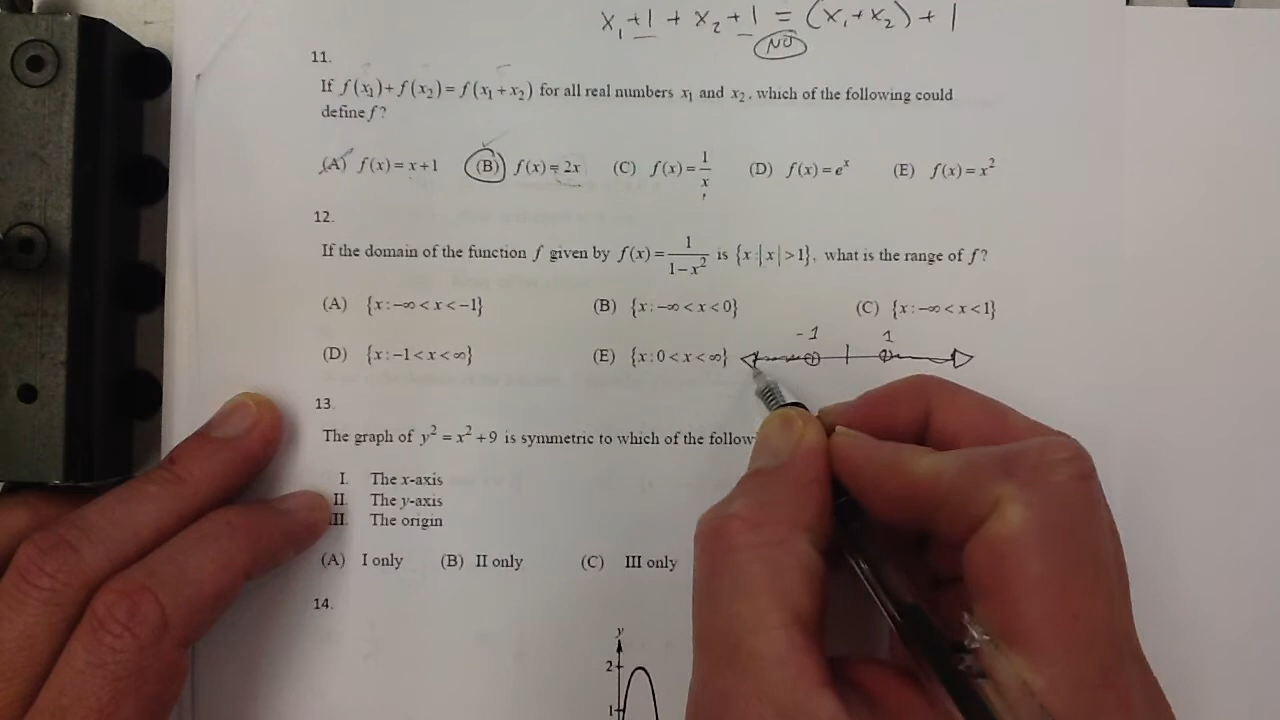 x₁+1 + x₂+1 = (x₁+x₂)+1
NO
11.
If f(x₁)+f(x₂)=f(x₁+x₂) for all real numbers x₁ and x₂, which of the following could
define f?
(A) f(x)=x+1 (B) f(x)=2x (C) f(x)=1/x (D) f(x)=eˣ (E) f(x)=x²
12.
If the domain of the function f given by f(x)=1/(1−x²) is {x:|x|>1}, what is the range of f?
(A) {x:−∞<x<−1} (B) {x:−∞<x<0} (C) {x:−∞<x<1}
(D) {x:−1<x<∞} (E) {x:0<x<∞}
-1 1
13.
The graph of y²=x²+9 is symmetric to which of the
I. The x-axis
II. The y-axis
III. The origin
(A) I only (B) II only (C) III only
14.
y
2
1